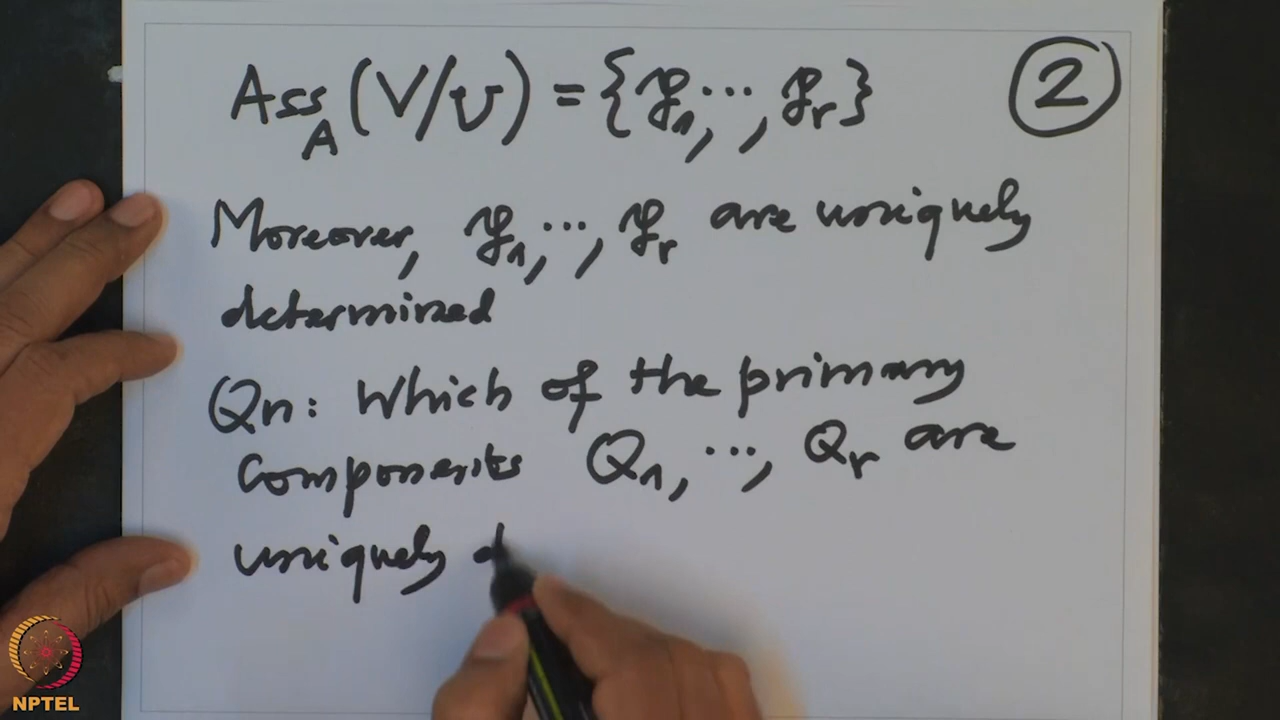 Ass_A (V/U) = {𝔭_1, ..., 𝔭_r}
②
Moreover, 𝔭_1, ..., 𝔭_r are uniquely
determined
Qn: Which of the primary
components Q_1, ..., Q_r are
uniquely d
NPTEL